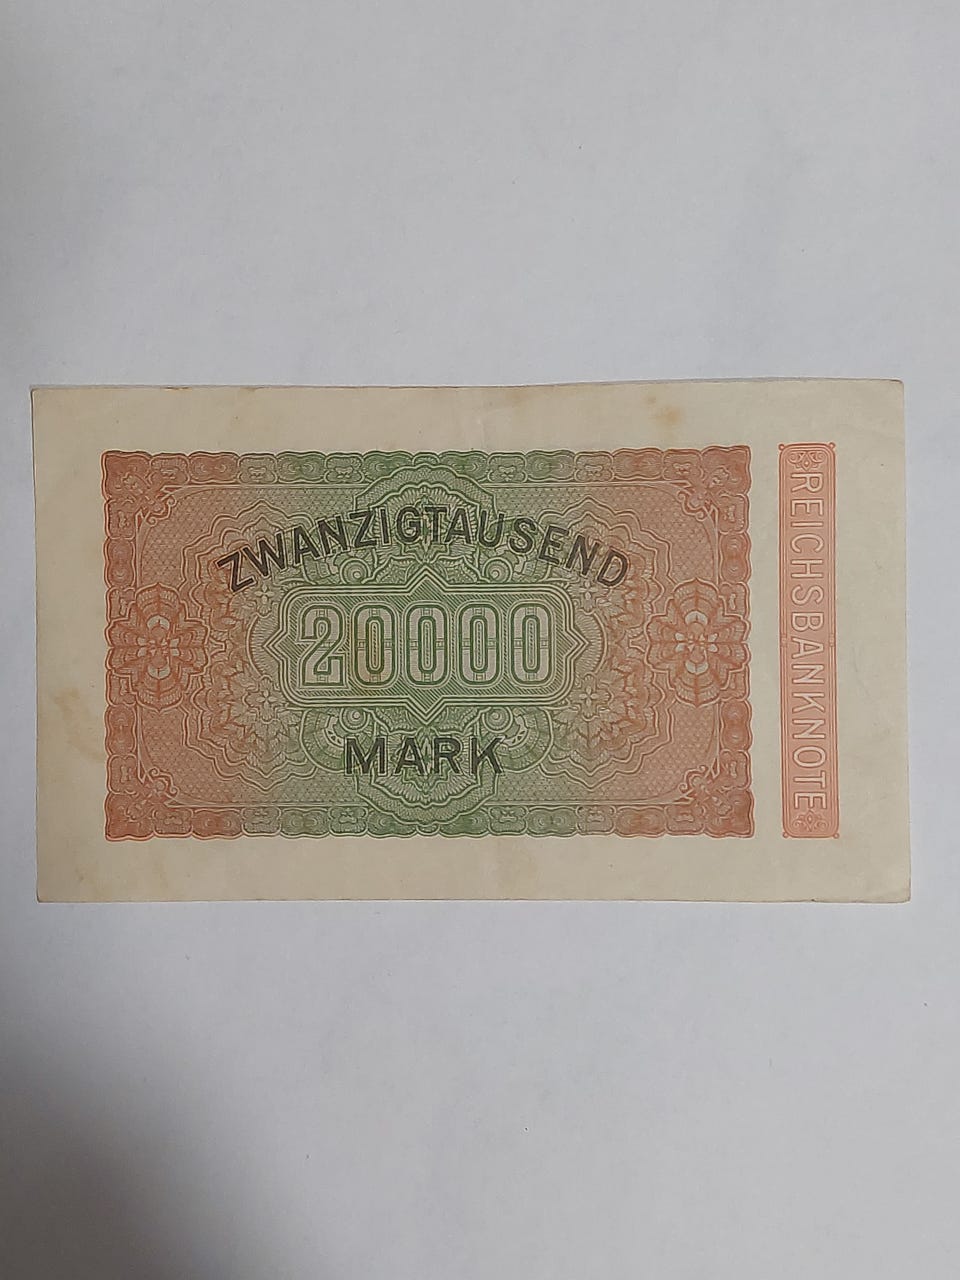 ZWANZIGTAUSEND
20000
MARK
REICHSBANKNOTE